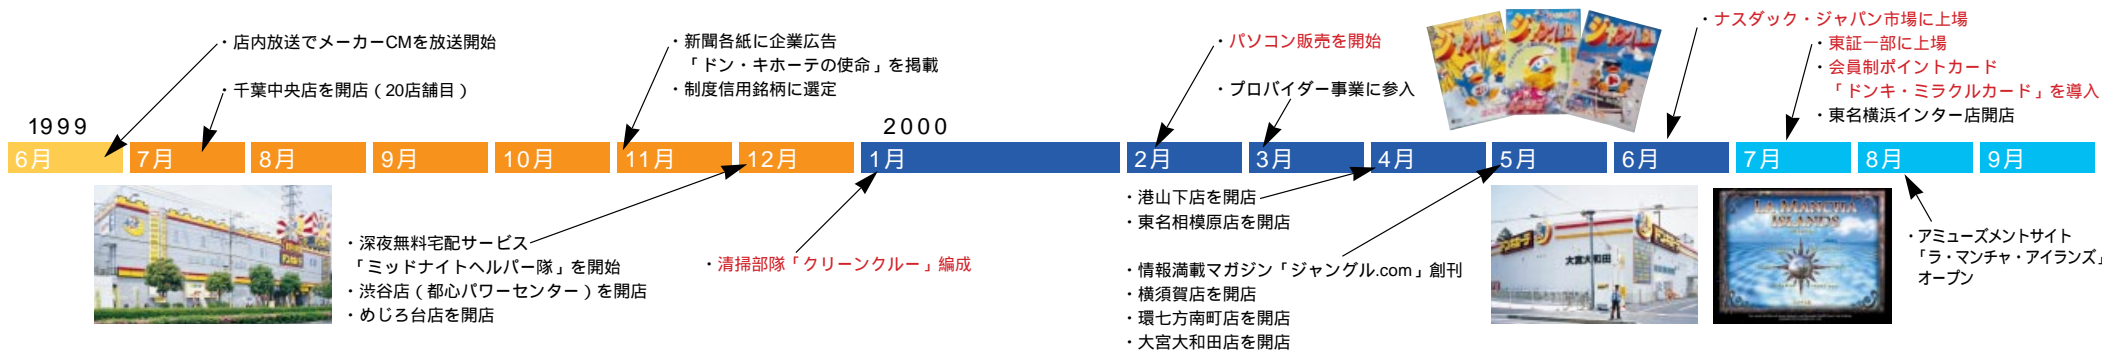 ・店内放送でメーカーCMを放送開始
・千葉中央店を開店（20店舗目）
・新聞各紙に企業広告
「ドン・キホーテの使命」を掲載
・制度信用銘柄に選定
・パソコン販売を開始
・プロバイダー事業に参入
・ナスダック・ジャパン市場に上場
・東証一部に上場
・会員制ポイントカード
「ドンキ・ミラクルカード」を導入
・東名横浜インター店開店
1999
2000
6月 7月 8月 9月 10月 11月 12月 1月 2月 3月 4月 5月 6月 7月 8月 9月
・深夜無料宅配サービス
「ミッドナイトヘルパー隊」を開始
・渋谷店（都心パワーセンター）を開店
・めじろ台店を開店
・清掃部隊「クリーンクルー」編成
・港山下店を開店
・東名相模原店を開店
・情報満載マガジン「ジャングル.com」創刊
・横須賀店を開店
・環七方南町店を開店
・大宮大和田店を開店
大宮大和田
LA MANCHA
ISLANDS
・アミューズメントサイト
「ラ・マンチャ・アイランズ」
オープン